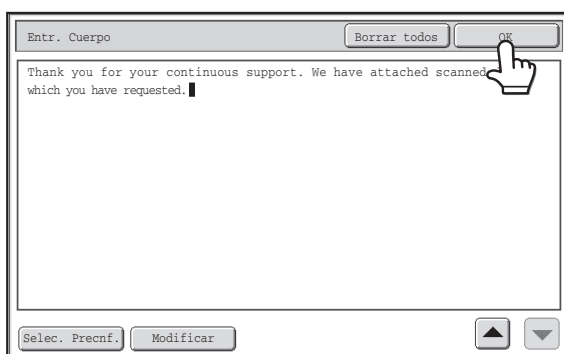 Entr. Cuerpo
Borrar todos
OK
Thank you for your continuous support. We have attached scanned
which you have requested.
Selec. Precnf.
Modificar